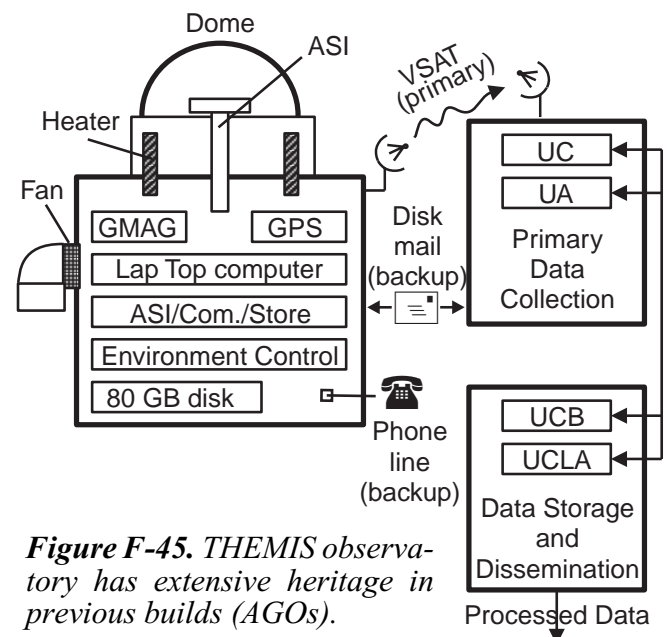 Dome
ASI
VSAT
(primary)
Heater
Fan
GMAG
GPS
Lap Top computer
ASI/Com./Store
Environment Control
80 GB disk
Disk
mail
(backup)
Phone
line
(backup)
UC
UA
Primary
Data
Collection
UCB
UCLA
Data Storage
and
Dissemination
Processed Data
Figure F-45. THEMIS observa-
tory has extensive heritage in
previous builds (AGOs).